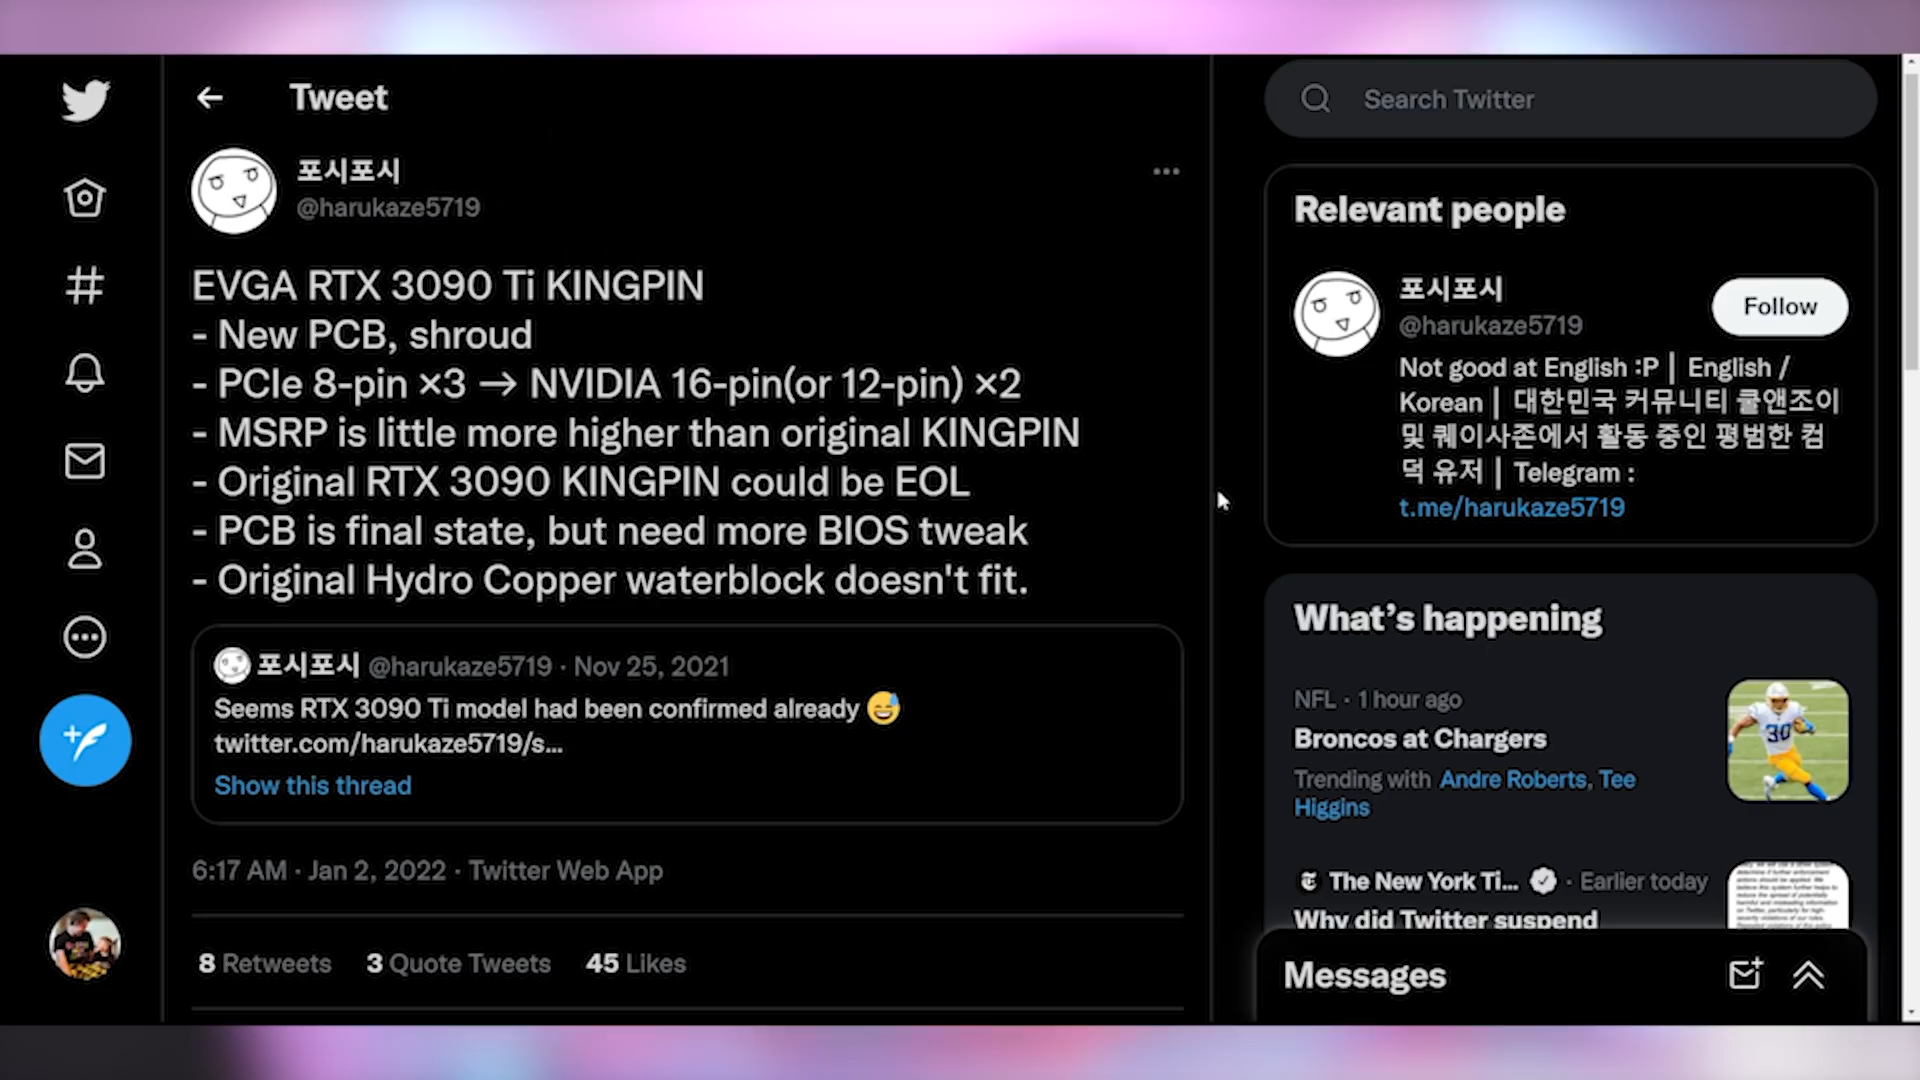 Tweet
포시포시
@harukaze5719
EVGA RTX 3090 Ti KINGPIN
- New PCB, shroud
- PCIe 8-pin ×3 → NVIDIA 16-pin(or 12-pin) ×2
- MSRP is little more higher than original KINGPIN
- Original RTX 3090 KINGPIN could be EOL
- PCB is final state, but need more BIOS tweak
- Original Hydro Copper waterblock doesn't fit.
포시포시 @harukaze5719 · Nov 25, 2021
Seems RTX 3090 Ti model had been confirmed already 😅
twitter.com/harukaze5719/s...
Show this thread
6:17 AM · Jan 2, 2022 · Twitter Web App
8 Retweets 3 Quote Tweets 45 Likes
Search Twitter
Relevant people
포시포시
@harukaze5719
Follow
Not good at English :P | English /
Korean | 대한민국 커뮤니티 쿨앤조이
및 퀘이사존에서 활동 중인 평범한 컴
덕 유저 | Telegram :
t.me/harukaze5719
What's happening
NFL · 1 hour ago
Broncos at Chargers
30
Trending with Andre Roberts, Tee
Higgins
The New York Ti... · Earlier today
Why did Twitter suspend
Messages